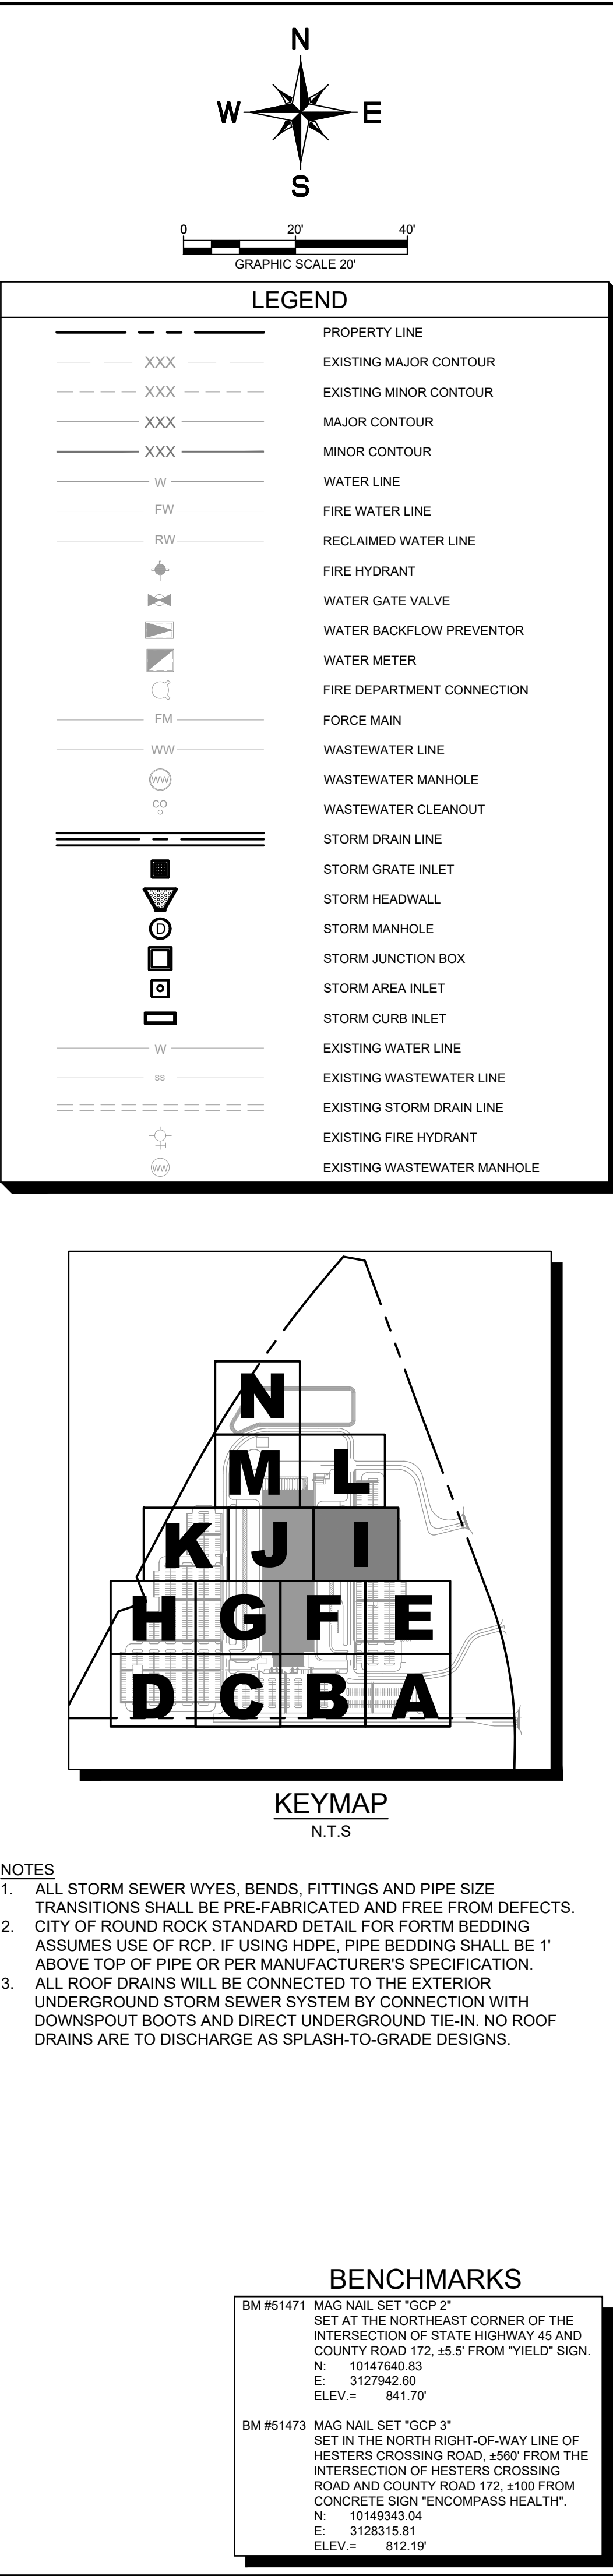 N
W E
S
0 20' 40'
GRAPHIC SCALE 20'
LEGEND
PROPERTY LINE
XXX EXISTING MAJOR CONTOUR
XXX EXISTING MINOR CONTOUR
XXX MAJOR CONTOUR
XXX MINOR CONTOUR
W WATER LINE
FW FIRE WATER LINE
RW RECLAIMED WATER LINE
FIRE HYDRANT
WATER GATE VALVE
WATER BACKFLOW PREVENTOR
WATER METER
FIRE DEPARTMENT CONNECTION
FM FORCE MAIN
WW WASTEWATER LINE
WW WASTEWATER MANHOLE
CO WASTEWATER CLEANOUT
STORM DRAIN LINE
STORM GRATE INLET
STORM HEADWALL
D STORM MANHOLE
STORM JUNCTION BOX
STORM AREA INLET
STORM CURB INLET
W EXISTING WATER LINE
SS EXISTING WASTEWATER LINE
EXISTING STORM DRAIN LINE
EXISTING FIRE HYDRANT
WW EXISTING WASTEWATER MANHOLE
N
M L
K J I
H G F E
D C B A
KEYMAP
N.T.S
NOTES
1. ALL STORM SEWER WYES, BENDS, FITTINGS AND PIPE SIZE
TRANSITIONS SHALL BE PRE-FABRICATED AND FREE FROM DEFECTS.
2. CITY OF ROUND ROCK STANDARD DETAIL FOR FORTM BEDDING
ASSUMES USE OF RCP. IF USING HDPE, PIPE BEDDING SHALL BE 1'
ABOVE TOP OF PIPE OR PER MANUFACTURER'S SPECIFICATION.
3. ALL ROOF DRAINS WILL BE CONNECTED TO THE EXTERIOR
UNDERGROUND STORM SEWER SYSTEM BY CONNECTION WITH
DOWNSPOUT BOOTS AND DIRECT UNDERGROUND TIE-IN. NO ROOF
DRAINS ARE TO DISCHARGE AS SPLASH-TO-GRADE DESIGNS.
BENCHMARKS
BM #51471 MAG NAIL SET "GCP 2"
SET AT THE NORTHEAST CORNER OF THE
INTERSECTION OF STATE HIGHWAY 45 AND
COUNTY ROAD 172, ±5.5' FROM "YIELD" SIGN.
N: 10147640.83
E: 3127942.60
ELEV.= 841.70'
BM #51473 MAG NAIL SET "GCP 3"
SET IN THE NORTH RIGHT-OF-WAY LINE OF
HESTERS CROSSING ROAD, ±560' FROM THE
INTERSECTION OF HESTERS CROSSING
ROAD AND COUNTY ROAD 172, ±100 FROM
CONCRETE SIGN "ENCOMPASS HEALTH".
N: 10149343.04
E: 3128315.81
ELEV.= 812.19'